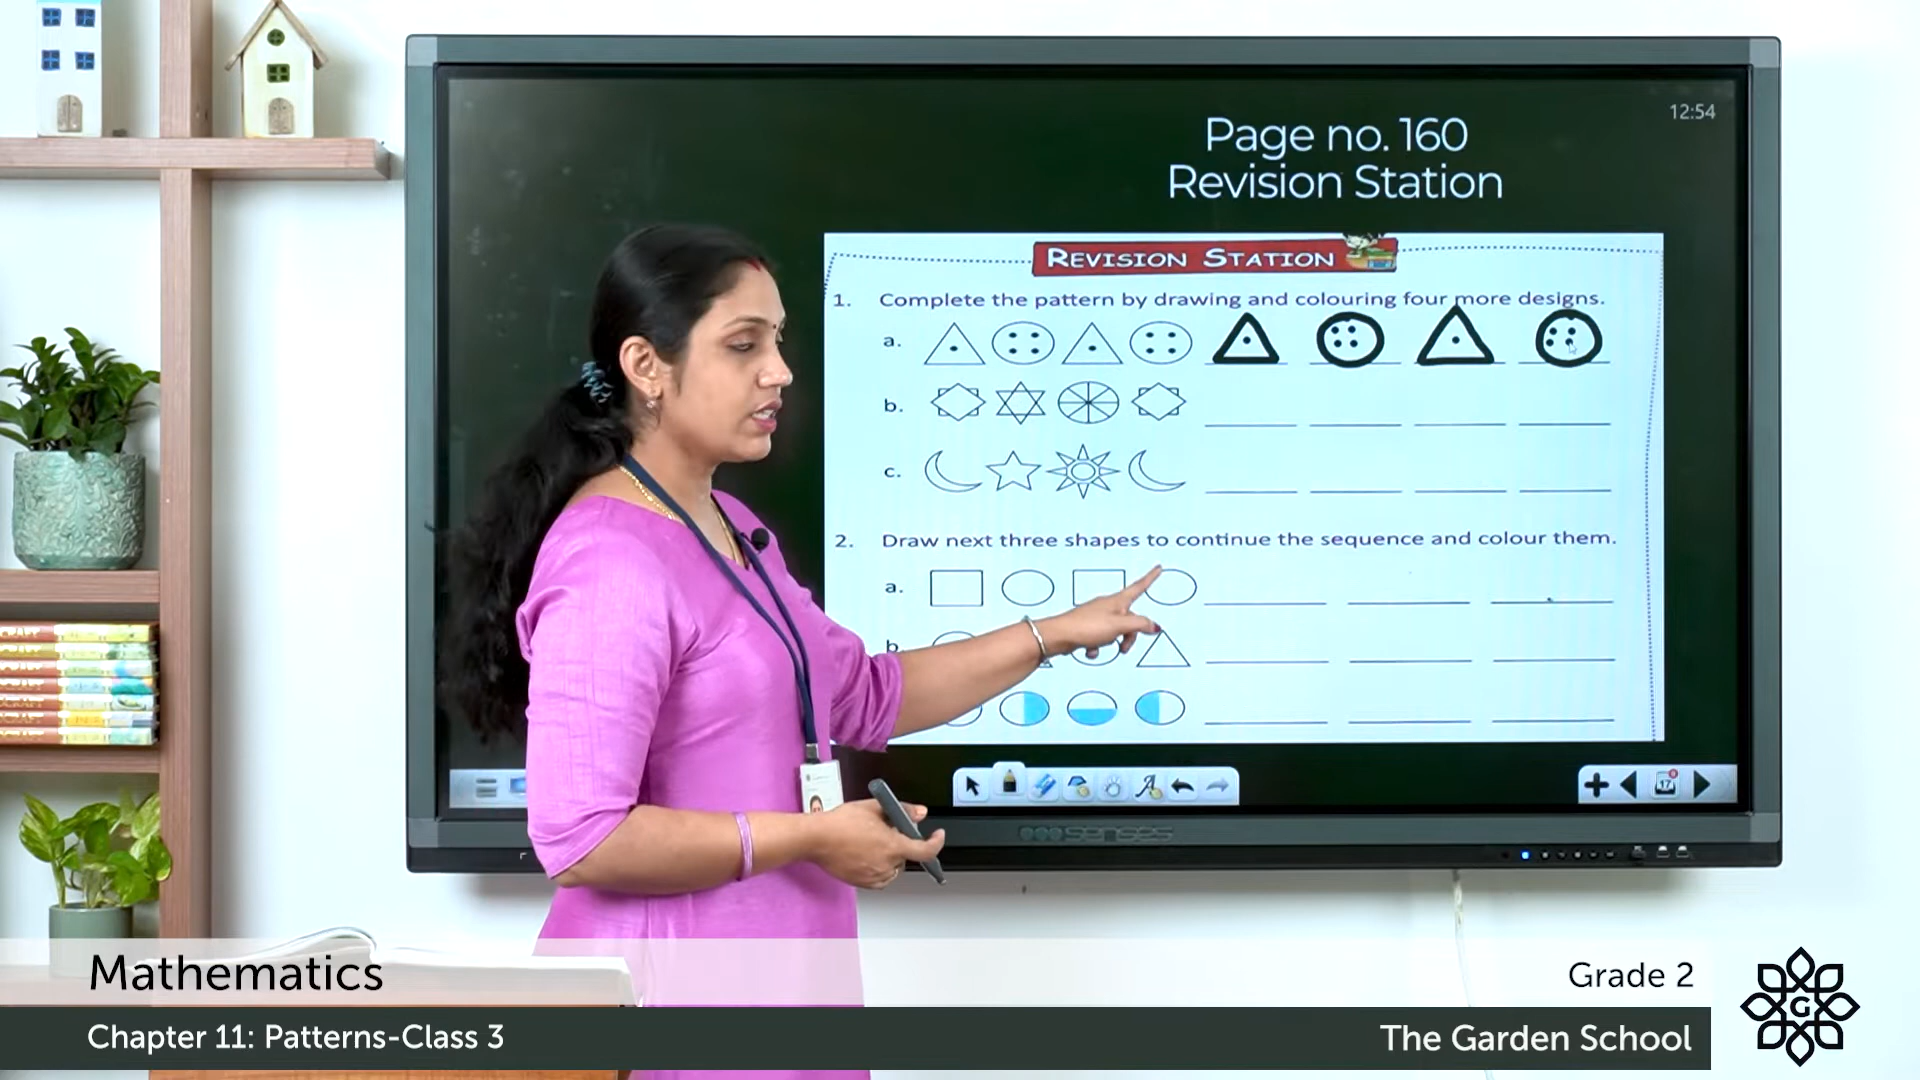 12:54
Page no. 160
Revision Station
REVISION STATION
1. Complete the pattern by drawing and colouring four more designs.
a.
b.
c.
2. Draw next three shapes to continue the sequence and colour them.
a.
b
senses
17
Mathematics
Grade 2
Chapter 11: Patterns-Class 3
The Garden School
G